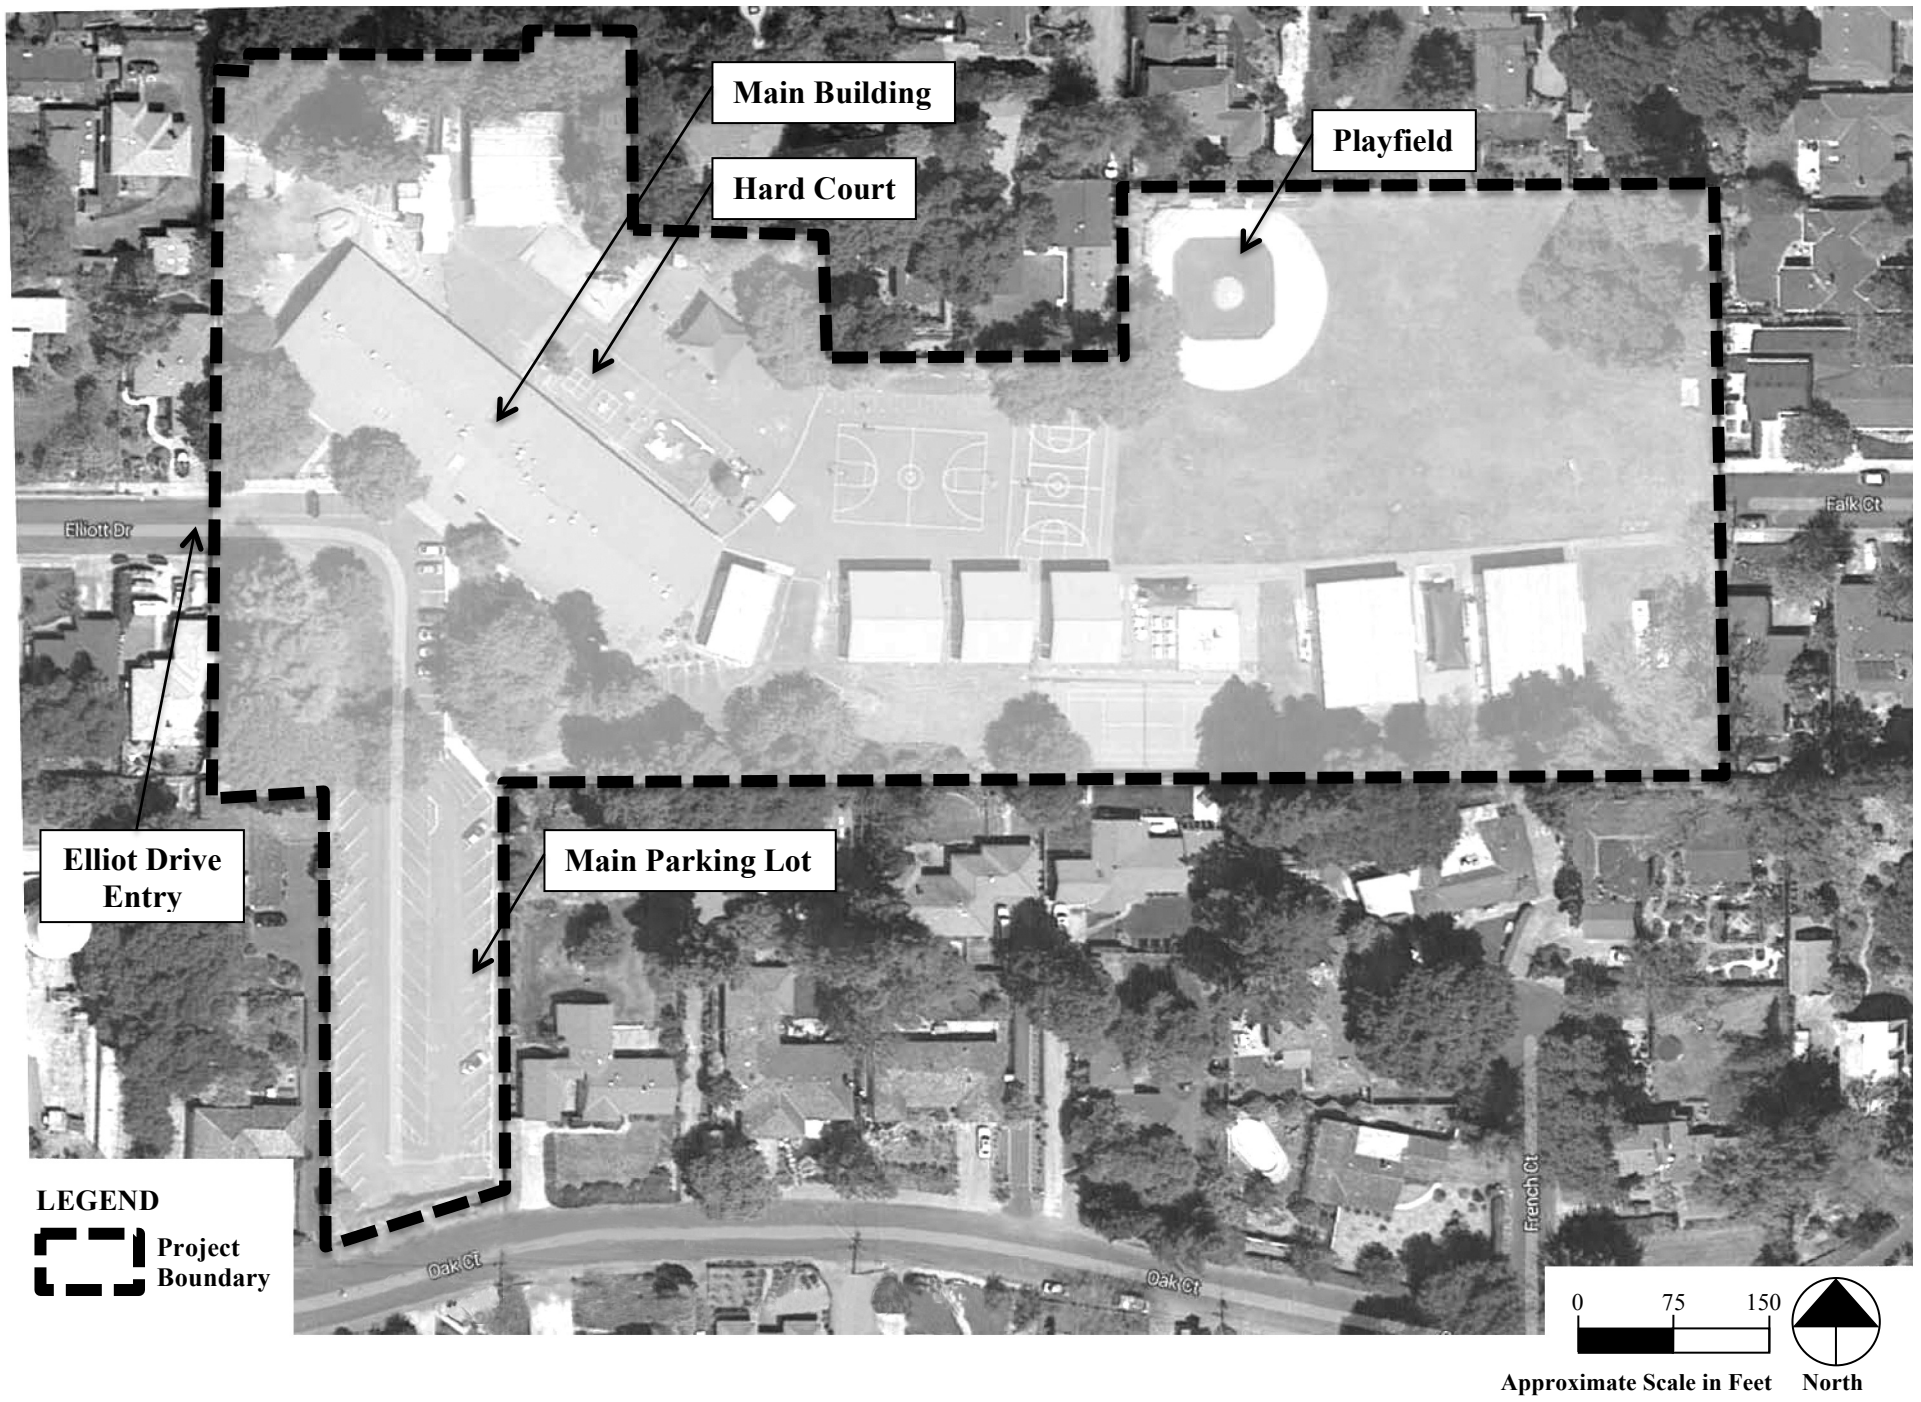 B
Main Building
Playfield
Hard Court
Elliott Dr
Falk Ct
Elliot Drive
Entry
Main Parking Lot
French Ct
LEGEND
Project
Boundary
Oak Ct
Oak Ct
0 75 150
Approximate Scale in Feet
North